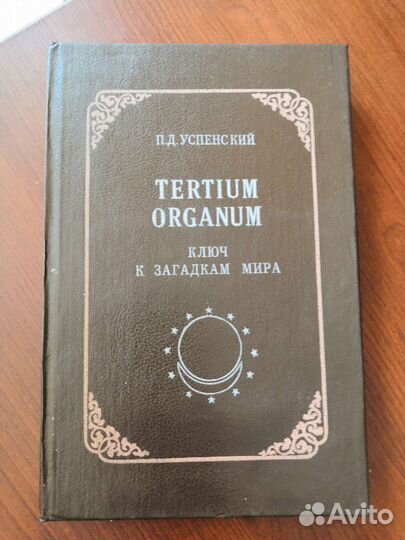 П.Д.УСПЕНСКИЙ
TERTIUM
ORGANUM
КЛЮЧ
К ЗАГАДКАМ МИРА
Avito